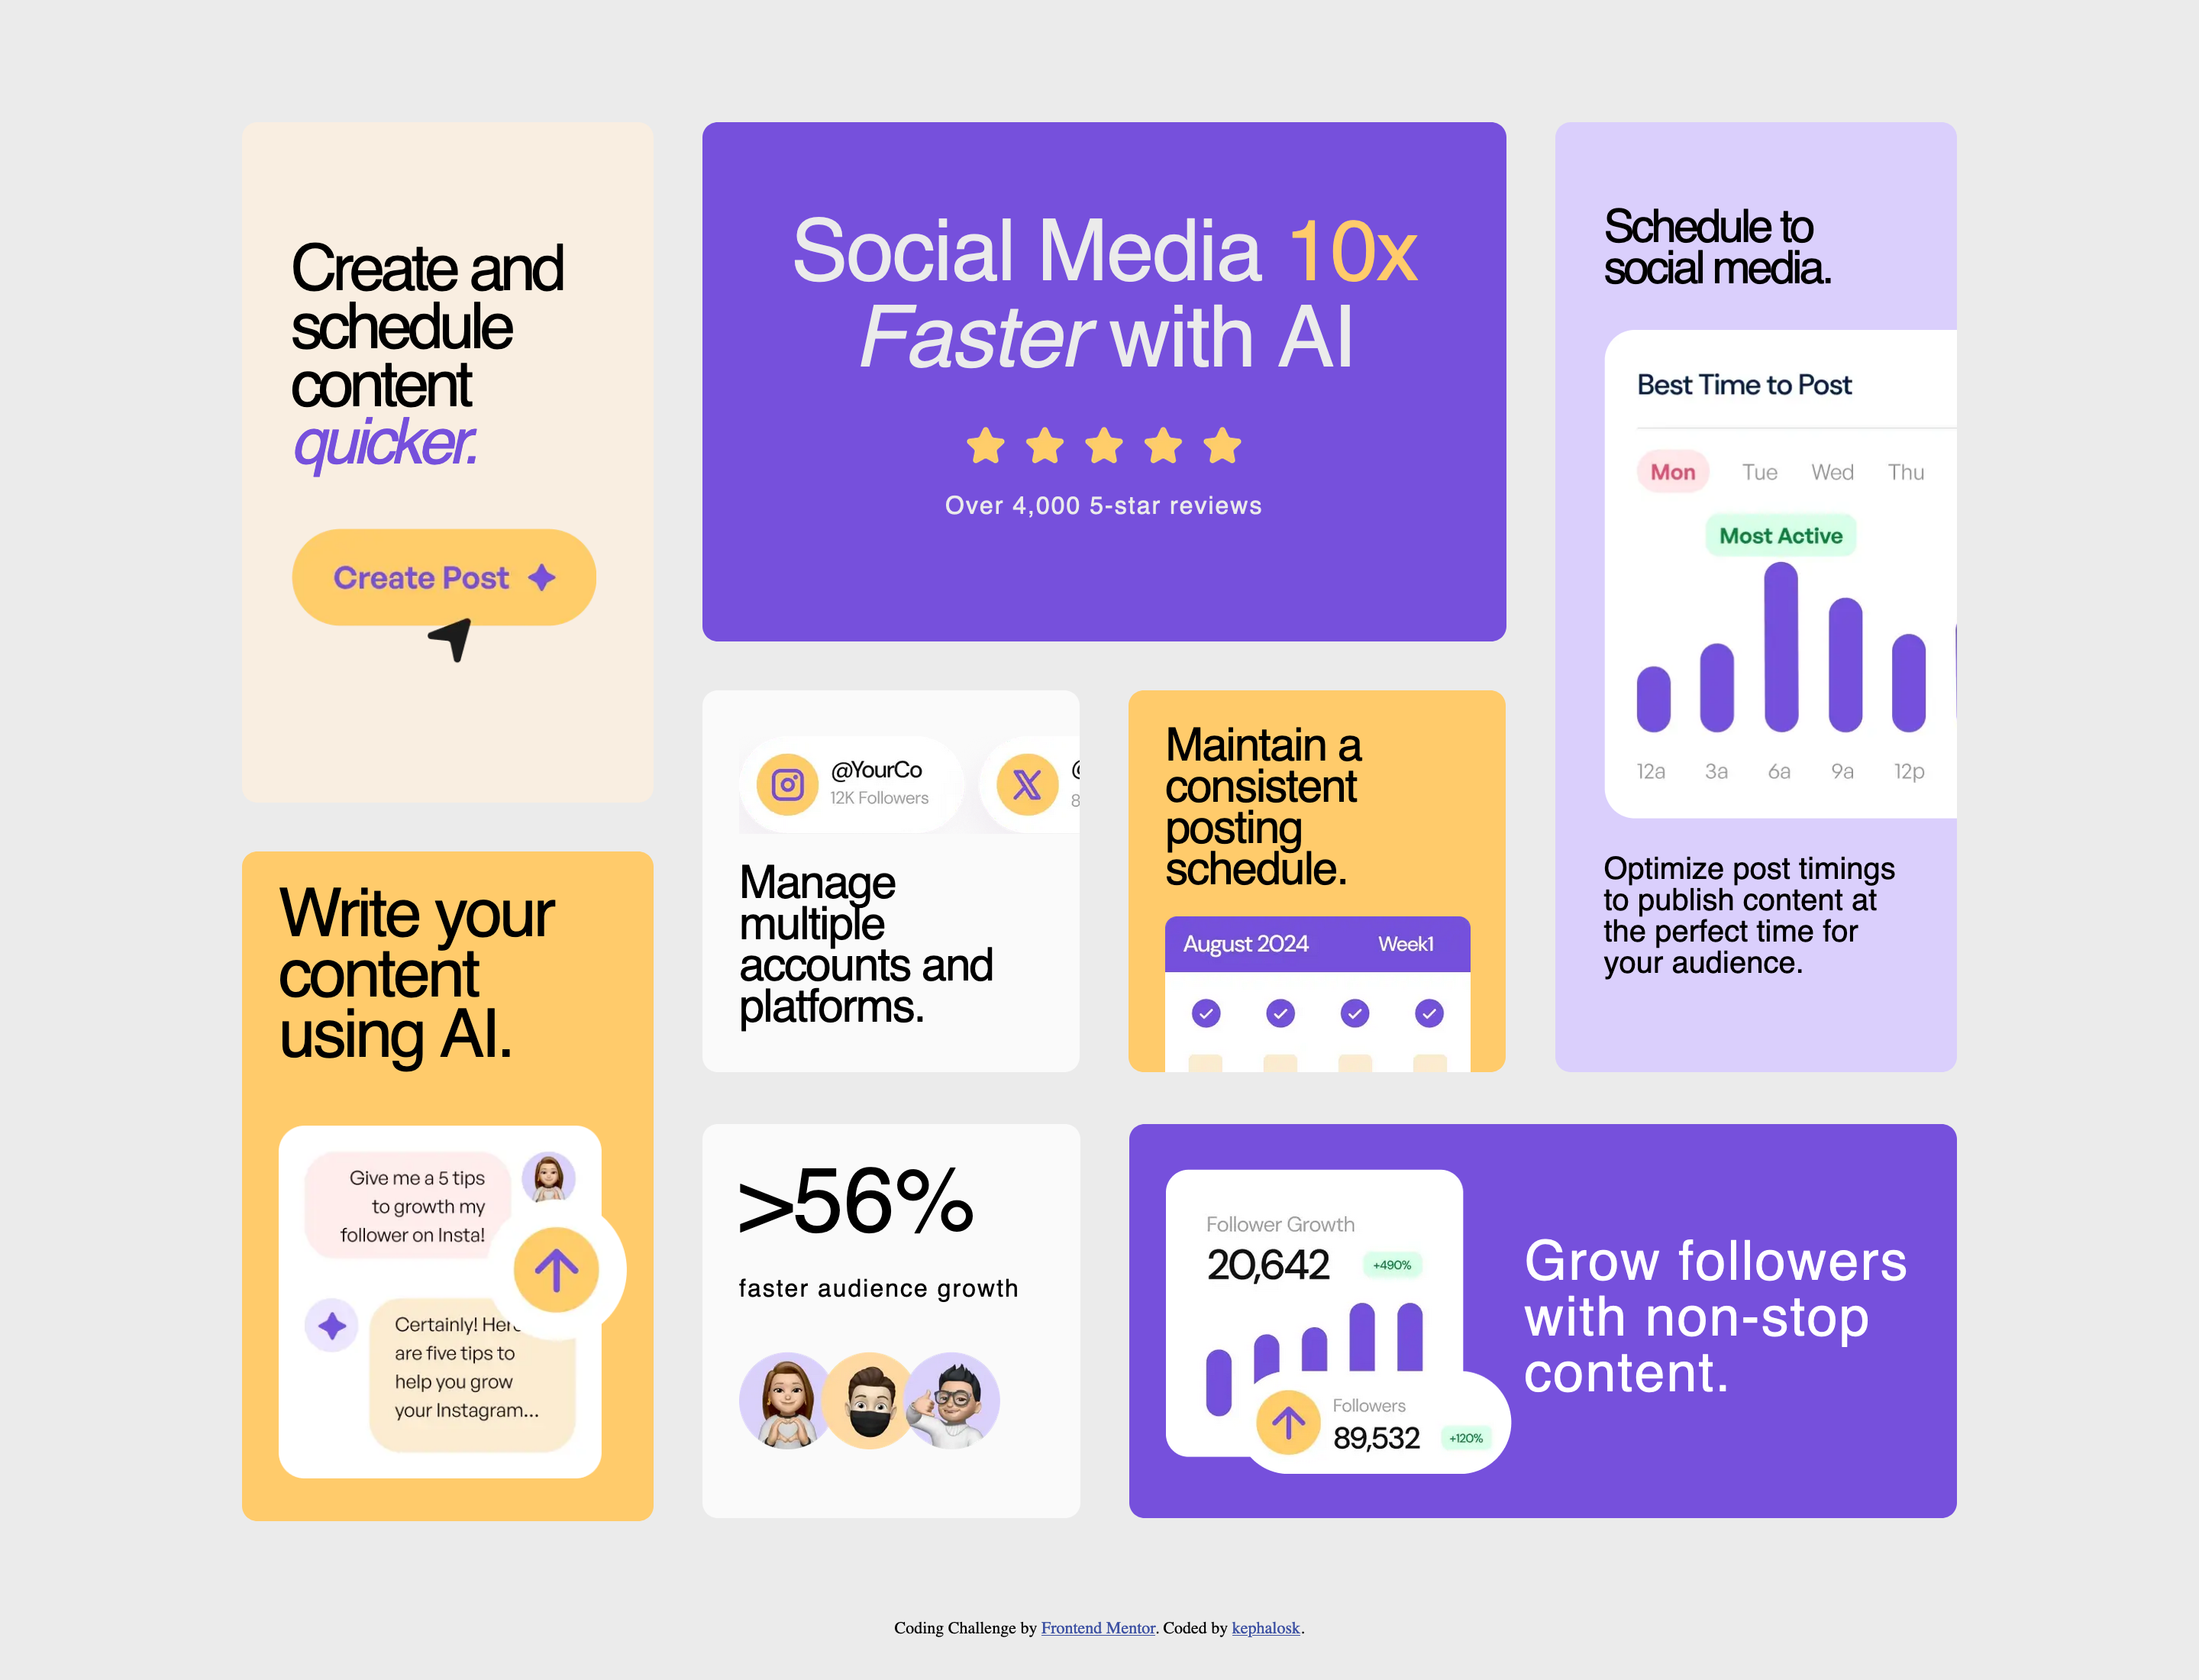 Create and
schedule
content
quicker.
Create Post
Social Media 10x
Faster with AI
Over 4,000 5-star reviews
Schedule to
social media.
Best Time to Post
Mon Tue Wed Thu
Most Active
12a 3a 6a 9a 12p
Optimize post timings
to publish content at
the perfect time for
your audience.
@YourCo
12K Followers
Manage
multiple
accounts and
platforms.
Maintain a
consistent
posting
schedule.
August 2024 Week1
Write your
content
using AI.
Give me a 5 tips
to growth my
follower on Insta!
Certainly! Here
are five tips to
help you grow
your Instagram...
>56%
faster audience growth
Follower Growth
20,642 +490%
Followers
89,532 +120%
Grow followers
with non-stop
content.
Coding Challenge by Frontend Mentor. Coded by kephalosk.